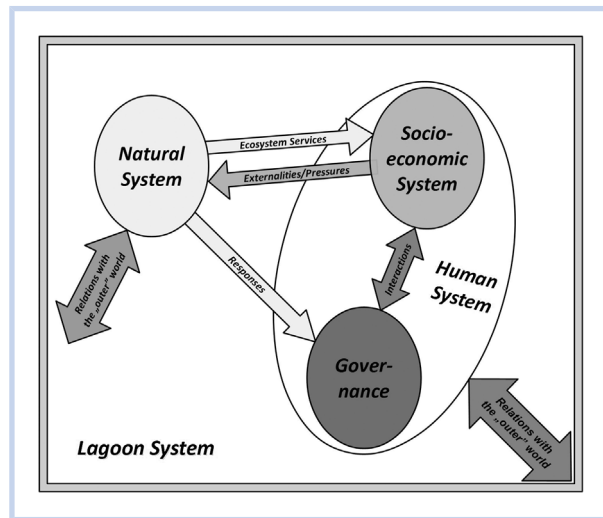 Natural
System
Ecosystem Services
Externalities/Pressures
Socio-
economic
System
Relations with
the „outer" world
Responses
Interactions
Human
System
Gover-
nance
Relations with
the „outer" world
Lagoon System